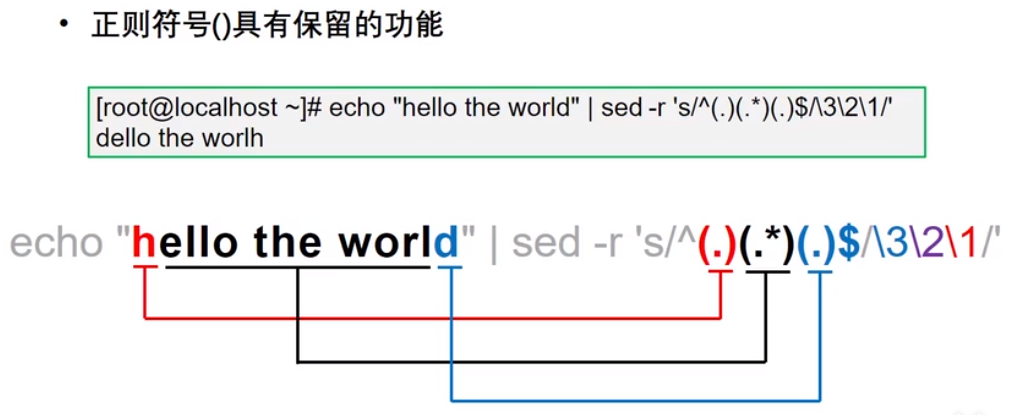 • 正则符号()具有保留的功能
[root@localhost ~]# echo "hello the world" | sed -r 's/^(.)(.*)(.)$/\3\2\1/'
dello the worlh
echo "hello the world" | sed -r 's/^(.)(.*)(.)$/\3\2\1/'